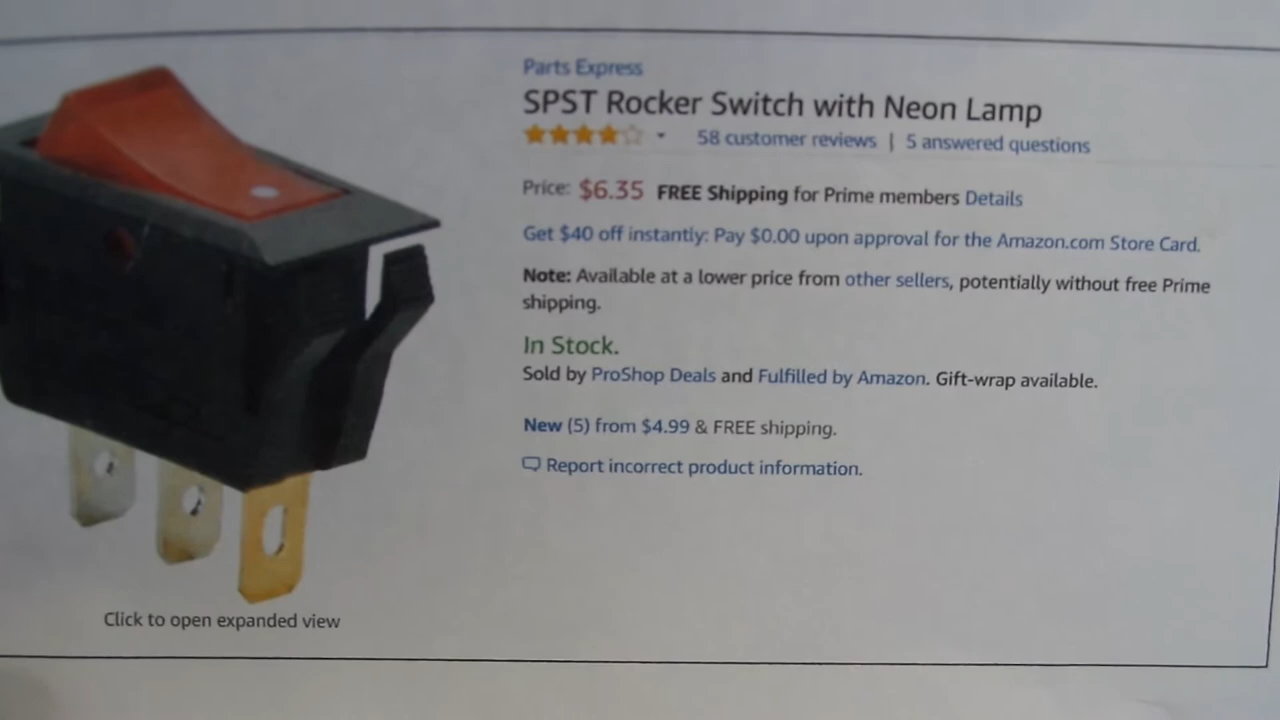 Parts Express
SPST Rocker Switch with Neon Lamp
58 customer reviews | 5 answered questions
Price: $6.35 FREE Shipping for Prime members Details
Get $40 off instantly: Pay $0.00 upon approval for the Amazon.com Store Card.
Note: Available at a lower price from other sellers, potentially without free Prime
shipping.
In Stock.
Sold by ProShop Deals and Fulfilled by Amazon. Gift-wrap available.
New (5) from $4.99 & FREE shipping.
Report incorrect product information.
Click to open expanded view